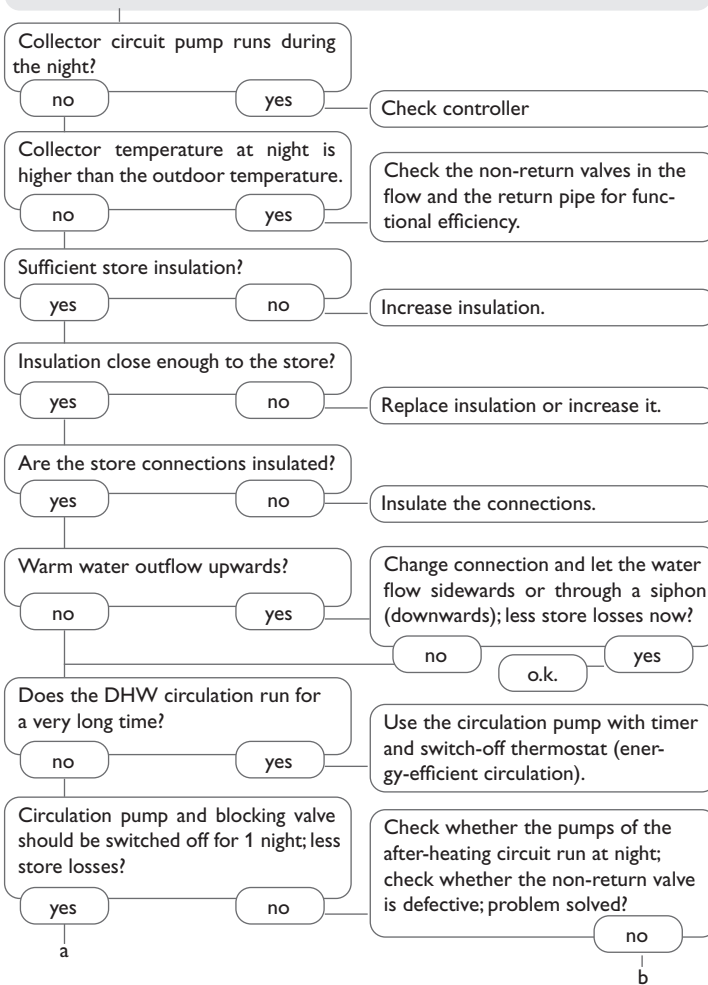 Collector circuit pump runs during
the night?
no
yes
Check controller
Collector temperature at night is
higher than the outdoor temperature.
no
yes
Check the non-return valves in the
flow and the return pipe for func-
tional efficiency.
Sufficient store insulation?
yes
no
Increase insulation.
Insulation close enough to the store?
yes
no
Replace insulation or increase it.
Are the store connections insulated?
yes
no
Insulate the connections.
Warm water outflow upwards?
no
yes
Change connection and let the water
flow sidewards or through a siphon
(downwards); less store losses now?
no
o.k.
yes
Does the DHW circulation run for
a very long time?
no
yes
Use the circulation pump with timer
and switch-off thermostat (ener-
gy-efficient circulation).
Circulation pump and blocking valve
should be switched off for 1 night; less
store losses?
yes
no
a
Check whether the pumps of the
after-heating circuit run at night;
check whether the non-return valve
is defective; problem solved?
no
b